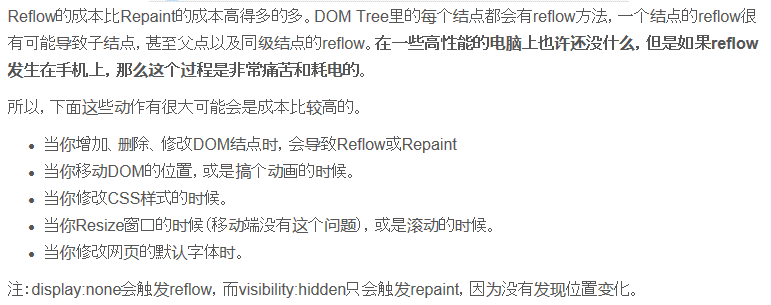 Reflow的成本比Repaint的成本高得多的多。DOM Tree里的每个结点都会有reflow方法，一个结点的reflow很
有可能导致子结点，甚至父点以及同级结点的reflow。在一些高性能的电脑上也许还没什么，但是如果reflow
发生在手机上，那么这个过程是非常痛苦和耗电的。
所以，下面这些动作有很大可能会是成本比较高的。
• 当你增加、删除、修改DOM结点时，会导致Reflow或Repaint
• 当你移动DOM的位置，或是搞个动画的时候。
• 当你修改CSS样式的时候。
• 当你Resize窗口的时候(移动端没有这个问题)，或是滚动的时候。
• 当你修改网页的默认字体时。
注：display:none会触发reflow，而visibility:hidden只会触发repaint，因为没有发现位置变化。